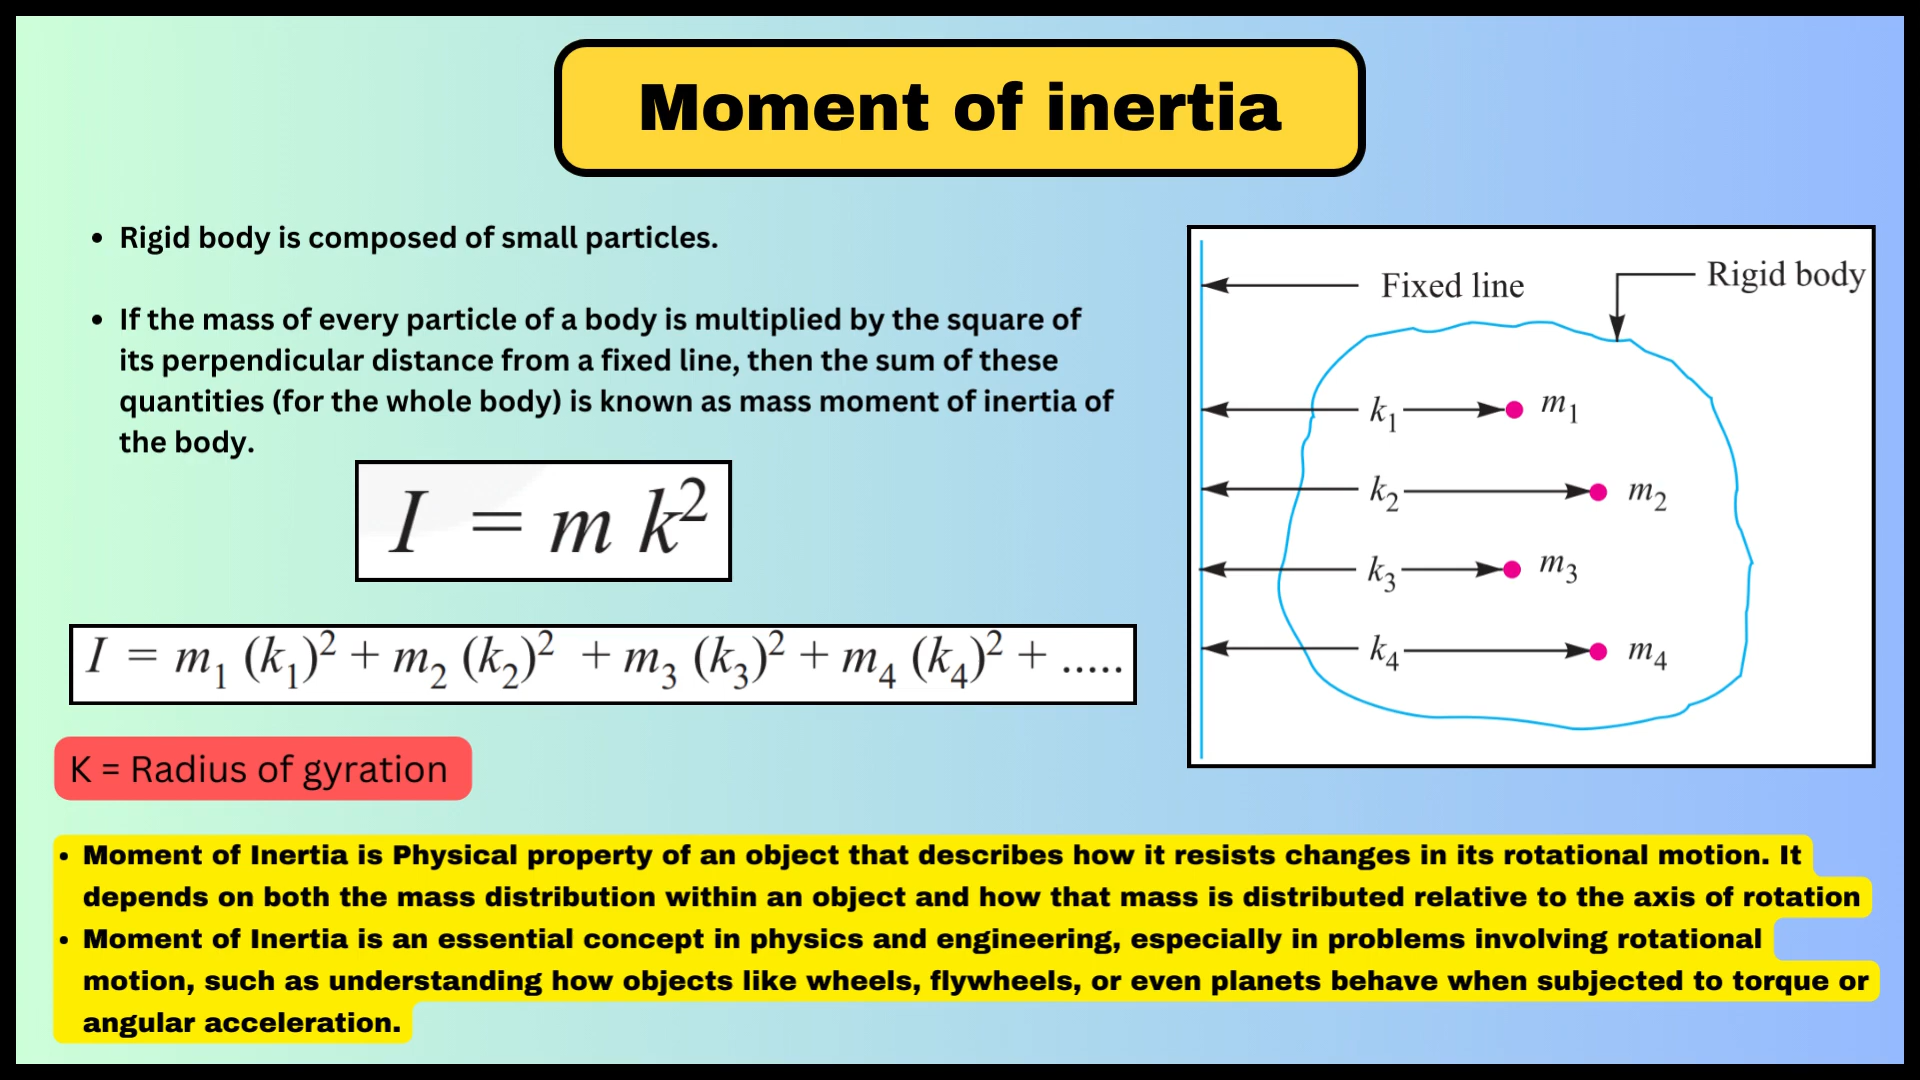 Moment of inertia
• Rigid body is composed of small particles.
• If the mass of every particle of a body is multiplied by the square of
its perpendicular distance from a fixed line, then the sum of these
quantities (for the whole body) is known as mass moment of inertia of
the body.
I = m k²
I = m₁ (k₁)² + m₂ (k₂)² + m₃ (k₃)² + m₄ (k₄)² + .....
K = Radius of gyration
Fixed line
Rigid body
k₁ m₁
k₂ m₂
k₃ m₃
k₄ m₄
• Moment of Inertia is Physical property of an object that describes how it resists changes in its rotational motion. It
depends on both the mass distribution within an object and how that mass is distributed relative to the axis of rotation
• Moment of Inertia is an essential concept in physics and engineering, especially in problems involving rotational
motion, such as understanding how objects like wheels, flywheels, or even planets behave when subjected to torque or
angular acceleration.